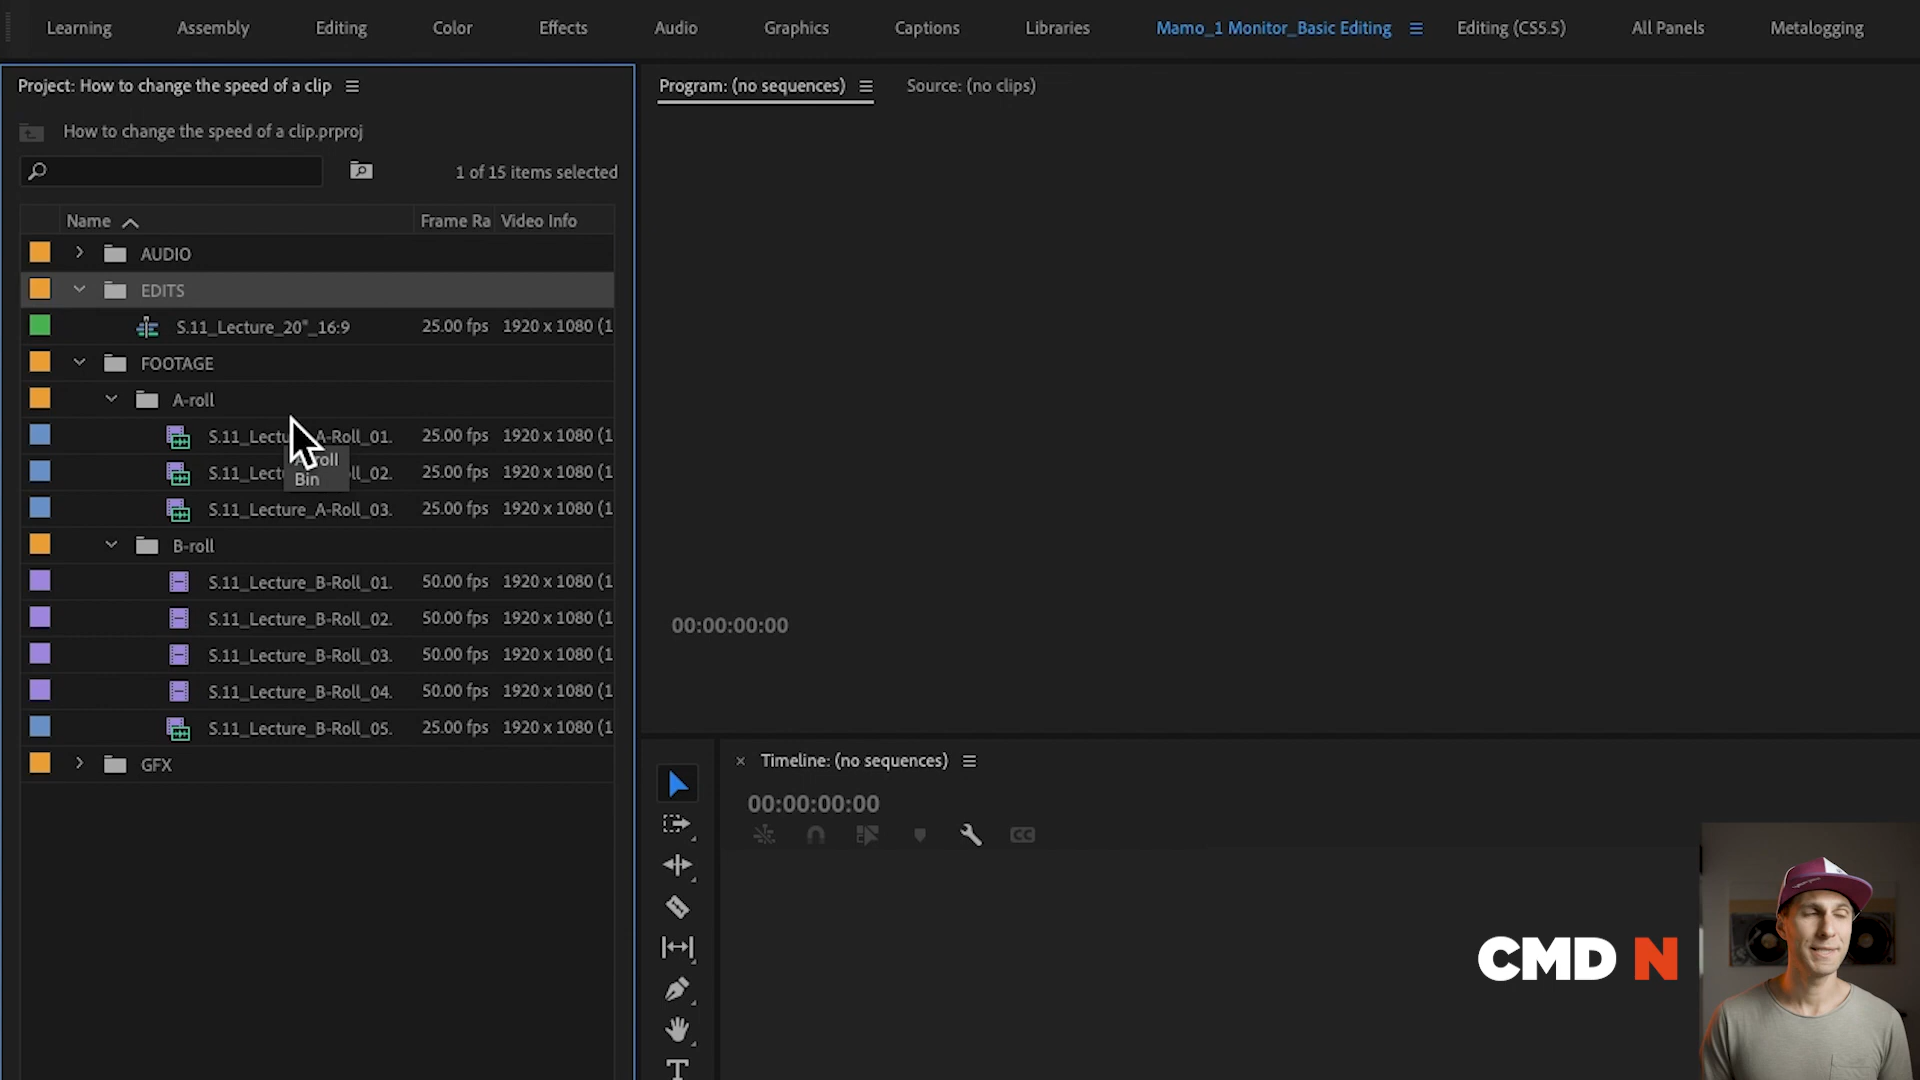 Learning Assembly Editing Color Effects Audio Graphics Captions Libraries Mamo_1 Monitor_Basic Editing Editing (CS5.5) All Panels Metalogging
Project: How to change the speed of a clip
Program: (no sequences) Source: (no clips)
How to change the speed of a clip.prproj
1 of 15 items selected
Name Frame Ra Video Info
AUDIO
EDITS
S.11_Lecture_20"_16:9 25.00 fps 1920 x 1080 (1
FOOTAGE
A-roll
S.11_Lectu A-Roll_01. 25.00 fps 1920 x 1080 (1
S.11_Lect ll_02. 25.00 fps 1920 x 1080 (1
A-roll
Bin
S.11_Lecture_A-Roll_03. 25.00 fps 1920 x 1080 (1
B-roll
S.11_Lecture_B-Roll_01. 50.00 fps 1920 x 1080 (1
S.11_Lecture_B-Roll_02. 50.00 fps 1920 x 1080 (1
S.11_Lecture_B-Roll_03. 50.00 fps 1920 x 1080 (1
S.11_Lecture_B-Roll_04. 50.00 fps 1920 x 1080 (1
S.11_Lecture_B-Roll_05. 25.00 fps 1920 x 1080 (1
GFX
00:00:00:00
Timeline: (no sequences)
00:00:00:00
CC
CMD N